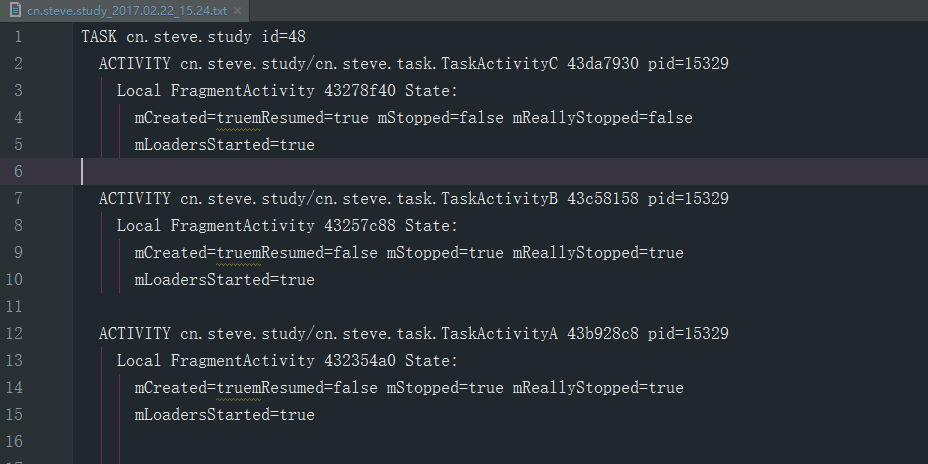 cn.steve.study_2017.02.22_15.24.txt ×
1 TASK cn.steve.study id=48
2 ACTIVITY cn.steve.study/cn.steve.task.TaskActivityC 43da7930 pid=15329
3 Local FragmentActivity 43278f40 State:
4 mCreated=truemResumed=true mStopped=false mReallyStopped=false
5 mLoadersStarted=true
6
7 ACTIVITY cn.steve.study/cn.steve.task.TaskActivityB 43c58158 pid=15329
8 Local FragmentActivity 43257c88 State:
9 mCreated=truemResumed=false mStopped=true mReallyStopped=true
10 mLoadersStarted=true
11
12 ACTIVITY cn.steve.study/cn.steve.task.TaskActivityA 43b928c8 pid=15329
13 Local FragmentActivity 432354a0 State:
14 mCreated=truemResumed=false mStopped=true mReallyStopped=true
15 mLoadersStarted=true
16